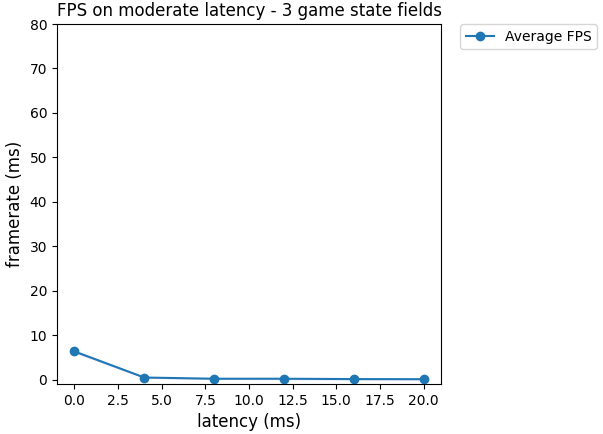 FPS on moderate latency - 3 game state fields
Average FPS
framerate (ms)
80
70
60
50
40
30
20
10
0
0.0 2.5 5.0 7.5 10.0 12.5 15.0 17.5 20.0
latency (ms)